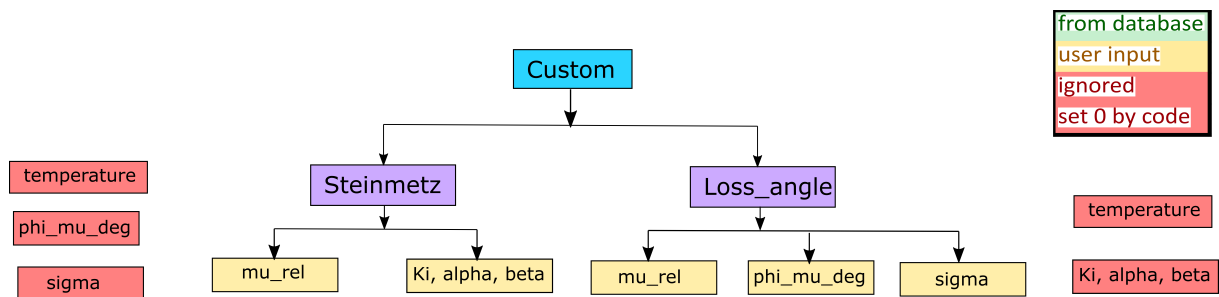 from database
user input
ignored
set 0 by code
Custom
Steinmetz
Loss_angle
temperature
phi_mu_deg
sigma
mu_rel
Ki, alpha, beta
mu_rel
phi_mu_deg
sigma
temperature
Ki, alpha, beta